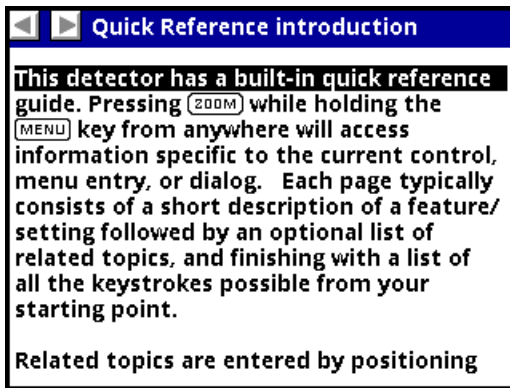 Quick Reference introduction
This detector has a built-in quick reference
guide. Pressing ZOOM while holding the
MENU key from anywhere will access
information specific to the current control,
menu entry, or dialog. Each page typically
consists of a short description of a feature/
setting followed by an optional list of
related topics, and finishing with a list of
all the keystrokes possible from your
starting point.
Related topics are entered by positioning